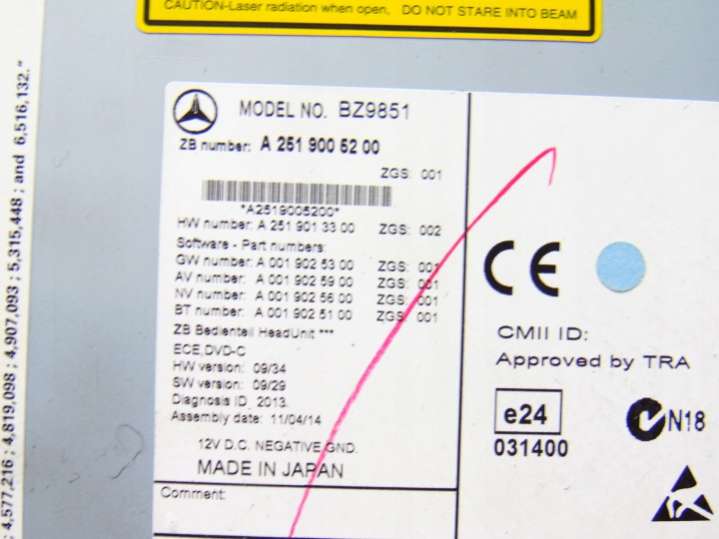 CAUTION-Laser radiation when open. DO NOT STARE INTO BEAM
; 4,577,216 ; 4,819,098 ; 4,907,093 ; 5,315,448 ; and 6,516,132."
MODEL NO. BZ9851
ZB number: A 251 900 52 00
ZGS: 001
*A2519005200*
HW number: A 251 901 33 00 ZGS: 002
Software - Part numbers:
GW number: A 001 902 53 00 ZGS: 001
AV number: A 001 902 59 00 ZGS: 001
NV number: A 001 902 56 00 ZGS: 001
BT number: A 001 902 51 00 ZGS: 001
ZB Bedienteil HeadUnit ***
ECE,DVD-C
HW version: 09/34
SW version: 09/29
Diagnosis ID 2013.
Assembly date: 11/04/14
12V D.C. NEGATIVE GND.
MADE IN JAPAN
Comment:
CE
CMII ID:
Approved by TRA
e24
031400
N18